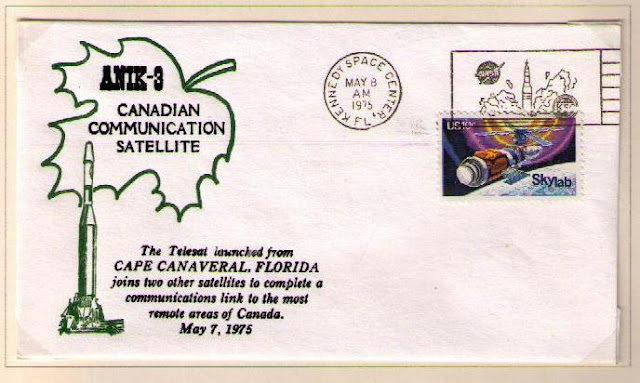 ANIK-3
CANADIAN
COMMUNICATION
SATELLITE
KENNEDY SPACE CENTER, FL.
MAY 8
AM
1975
US 10c
Skylab
The Telesat launched from
CAPE CANAVERAL, FLORIDA
joins two other satellites to complete a
communications link to the most
remote areas of Canada.
May 7, 1975